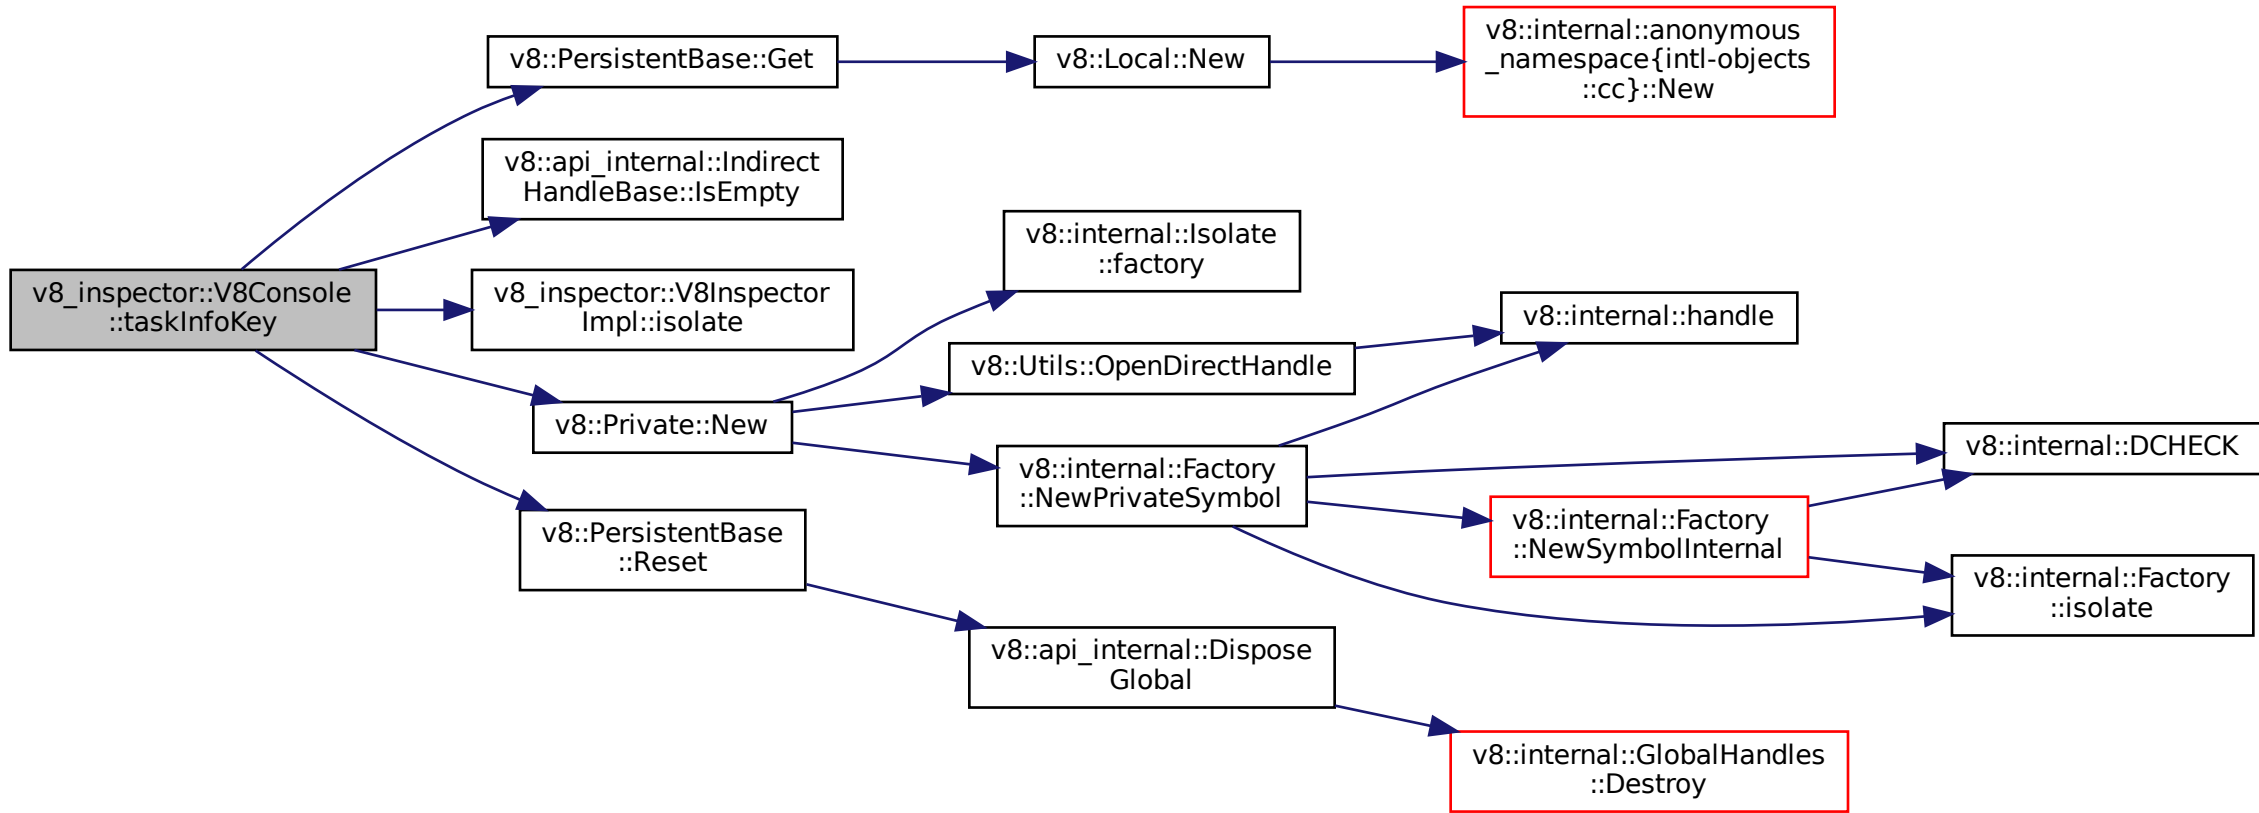 v8::PersistentBase::Get
v8::Local::New
v8::internal::anonymous
_namespace{intl-objects
::cc}::New
v8::api_internal::Indirect
HandleBase::IsEmpty
v8_inspector::V8Console
::taskInfoKey
v8_inspector::V8Inspector
Impl::isolate
v8::internal::Isolate
::factory
v8::internal::handle
v8::Utils::OpenDirectHandle
v8::Private::New
v8::internal::Factory
::NewPrivateSymbol
v8::internal::DCHECK
v8::internal::Factory
::NewSymbolInternal
v8::internal::Factory
::isolate
v8::PersistentBase
::Reset
v8::api_internal::Dispose
Global
v8::internal::GlobalHandles
::Destroy